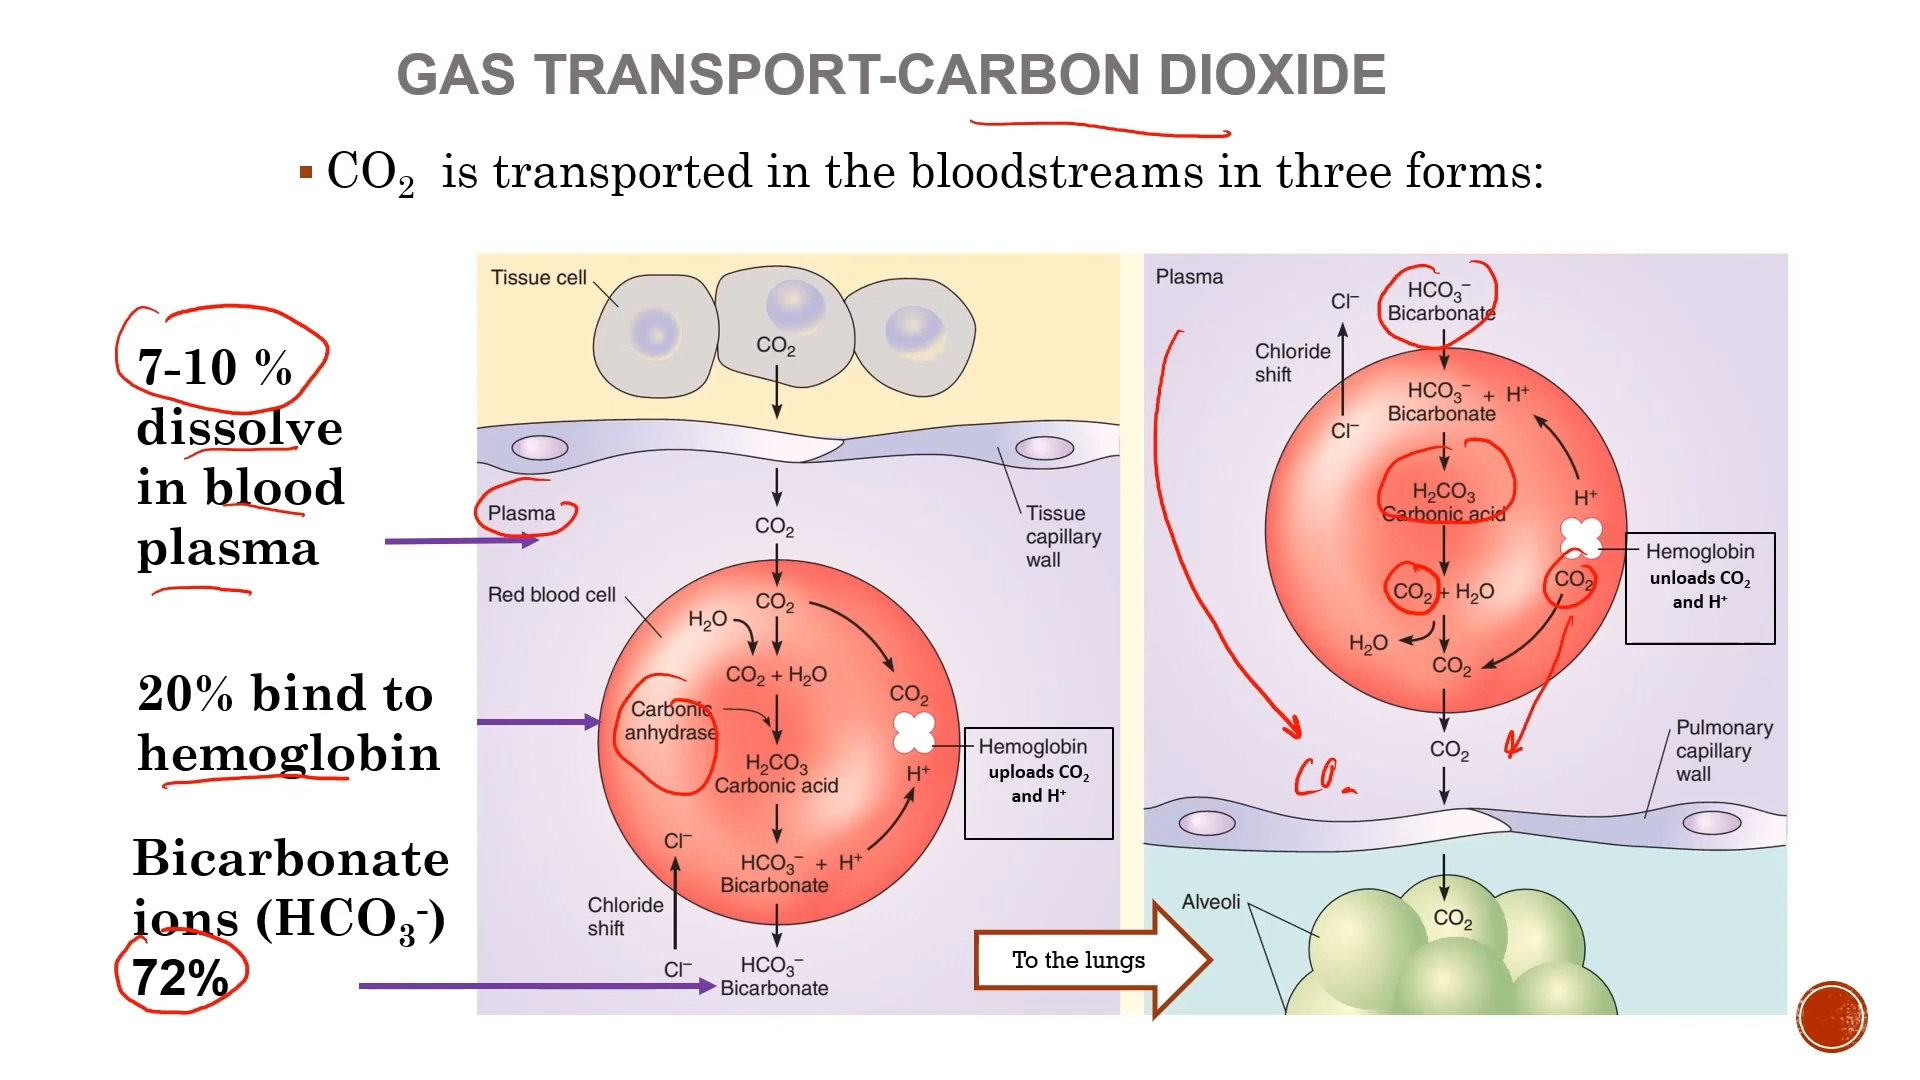 GAS TRANSPORT-CARBON DIOXIDE
▪ CO₂ is transported in the bloodstreams in three forms:
7-10 %
dissolve
in blood
plasma
20% bind to
hemoglobin
Bicarbonate
ions (HCO₃⁻)
72%
Tissue cell
CO₂
Plasma
CO₂
Tissue
capillary
wall
Red blood cell
CO₂
H₂O
CO₂ + H₂O
CO₂
Carbonic
anhydrase
H₂CO₃
Carbonic acid
Hemoglobin
uploads CO₂
and H⁺
H⁺
Cl⁻
HCO₃⁻ + H⁺
Bicarbonate
Chloride
shift
Cl⁻
HCO₃⁻
Bicarbonate
To the lungs
Plasma
Cl⁻
HCO₃⁻
Bicarbonate
Chloride
shift
HCO₃⁻ + H⁺
Bicarbonate
Cl⁻
H₂CO₃
Carbonic acid
H⁺
Hemoglobin
unloads CO₂
and H⁺
CO₂ + H₂O
CO₂
H₂O
CO₂
CO₂
CO₂
Pulmonary
capillary
wall
Alveoli
CO₂